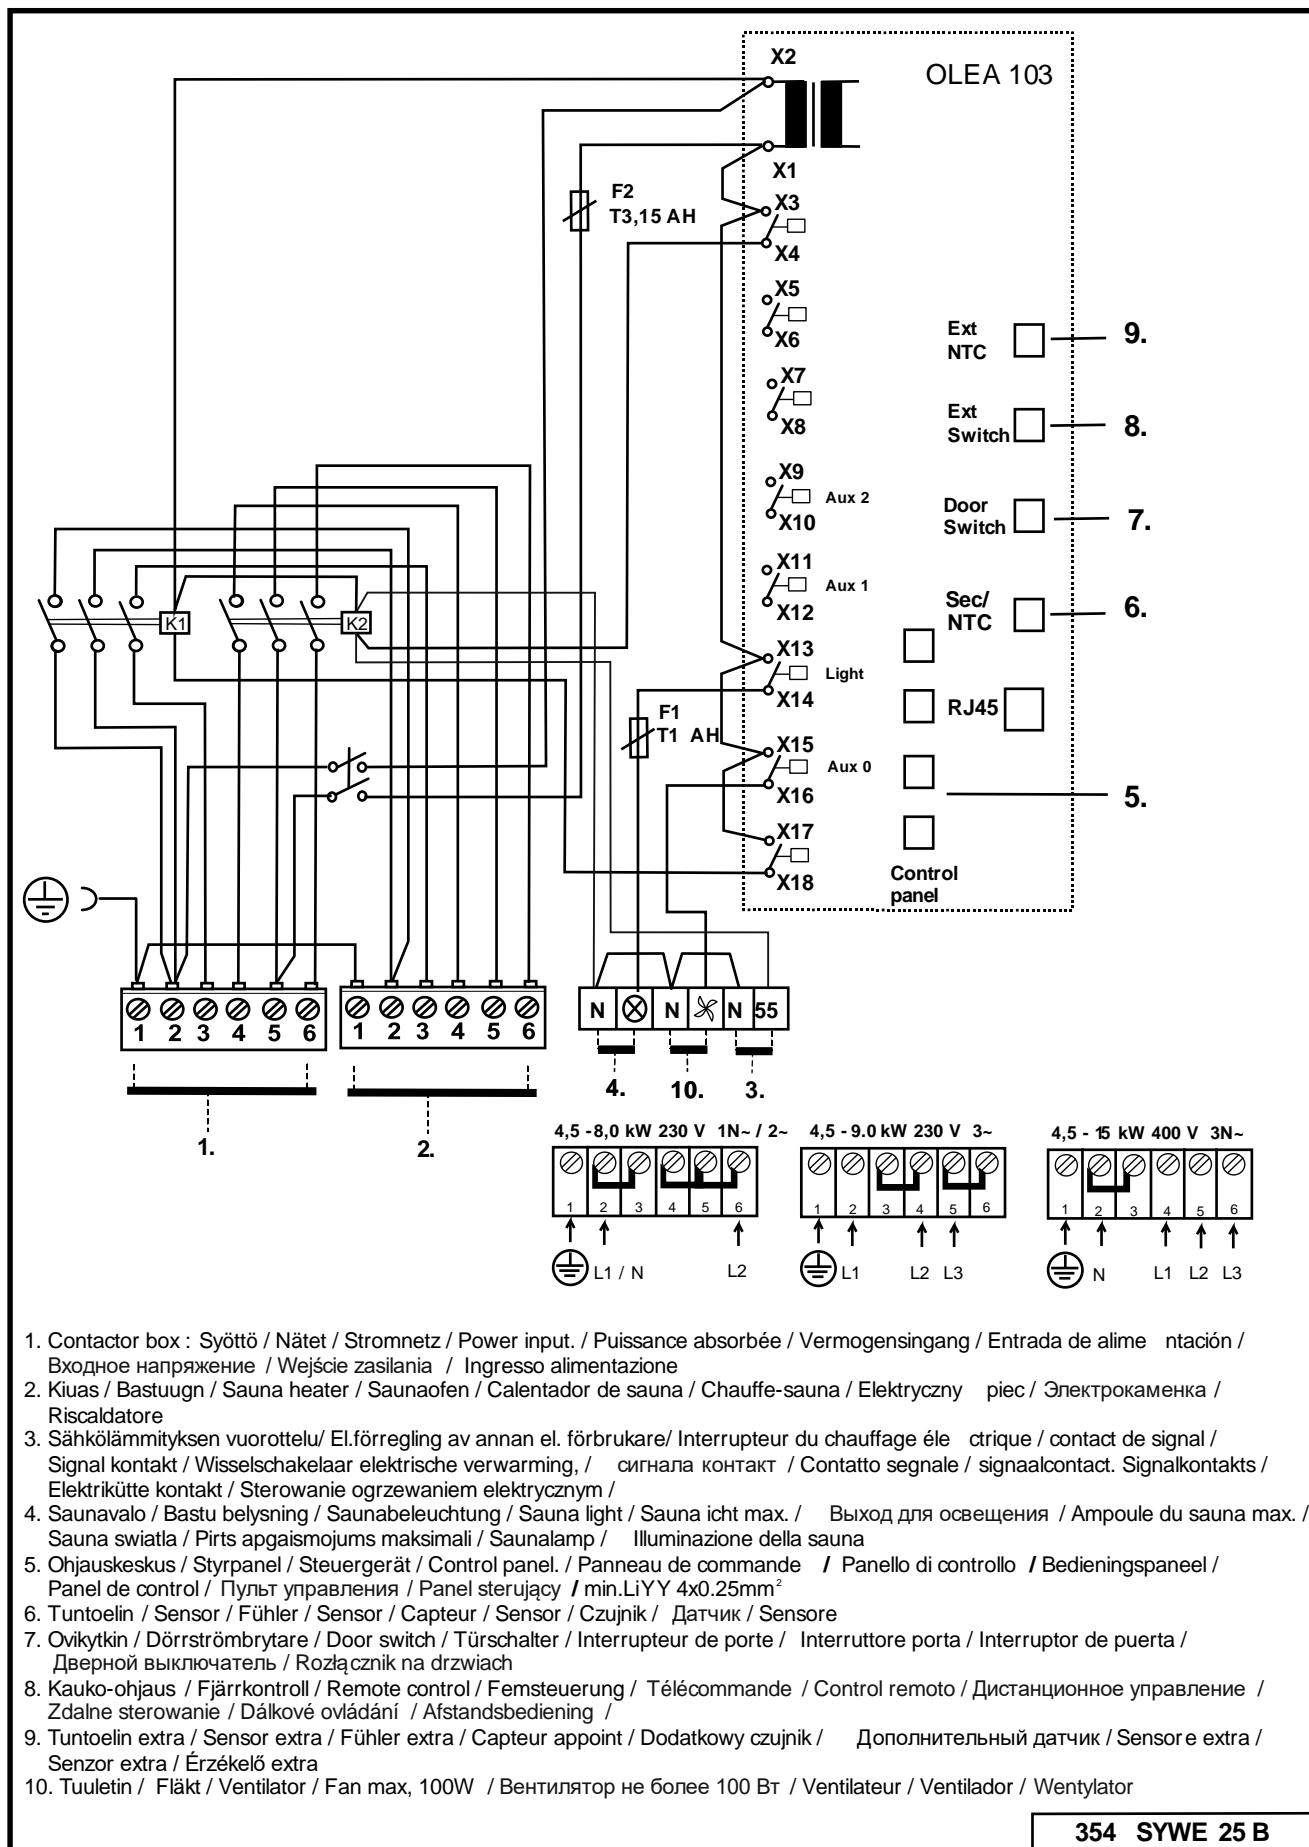 X2
OLEA 103
X1
F2
T3,15 AH
X3
X4
X5
X6
Ext
NTC
9.
X7
X8
Ext
Switch
8.
X9
Aux 2
X10
Door
Switch
7.
X11
Aux 1
X12
Sec/
NTC
6.
K1
K2
X13
Light
X14
RJ45
F1
T1 AH
X15
Aux 0
X16
5.
X17
X18
Control
panel
1 2 3 4 5 6
1 2 3 4 5 6
N N N 55
4. 10. 3.
1. 2.
4,5 -8,0 kW 230 V 1N~ / 2~
1 2 3 4 5 6
L1 / N L2
4,5 - 9.0 kW 230 V 3~
1 2 3 4 5 6
L1 L2 L3
4,5 - 15 kW 400 V 3N~
1 2 3 4 5 6
N L1 L2 L3
1. Contactor box : Syöttö / Nätet / Stromnetz / Power input. / Puissance absorbée / Vermogensingang / Entrada de alime ntación /
Входное напряжение / Wejście zasilania / Ingresso alimentazione
2. Kiuas / Bastuugn / Sauna heater / Saunaofen / Calentador de sauna / Chauffe-sauna / Elektryczny piec / Электрокаменка /
Riscaldatore
3. Sähkölämmityksen vuorottelu/ El.förregling av annan el. förbrukare/ Interrupteur du chauffage éle ctrique / contact de signal /
Signal kontakt / Wisselschakelaar elektrische verwarming, / сигнала контакт / Contatto segnale / signaalcontact. Signalkontakts /
Elektrikütte kontakt / Sterowanie ogrzewaniem elektrycznym /
4. Saunavalo / Bastu belysning / Saunabeleuchtung / Sauna light / Sauna icht max. / Выход для освещения / Ampoule du sauna max. /
Sauna swiatla / Pirts apgaismojums maksimali / Saunalamp / Illuminazione della sauna
5. Ohjauskeskus / Styrpanel / Steuergerät / Control panel. / Panneau de commande / Panello di controllo / Bedieningspaneel /
Panel de control / Пульт управления / Panel sterujący / min.LiYY 4x0.25mm²
6. Tuntoelin / Sensor / Fühler / Sensor / Capteur / Sensor / Czujnik / Датчик / Sensore
7. Ovikytkin / Dörrströmbrytare / Door switch / Türschalter / Interrupteur de porte / Interruttore porta / Interruptor de puerta /
Дверной выключатель / Rozłącznik na drzwiach
8. Kauko-ohjaus / Fjärrkontroll / Remote control / Femsteuerung / Télécommande / Control remoto / Дистанционное управление /
Zdalne sterowanie / Dálkové ovládání / Afstandsbediening /
9. Tuntoelin extra / Sensor extra / Fühler extra / Capteur appoint / Dodatkowy czujnik / Дополнительный датчик / Sensore extra /
Senzor extra / Érzékelő extra
10. Tuuletin / Fläkt / Ventilator / Fan max, 100W / Вентилятор не более 100 Вт / Ventilateur / Ventilador / Wentylator
354 SYWE 25 B